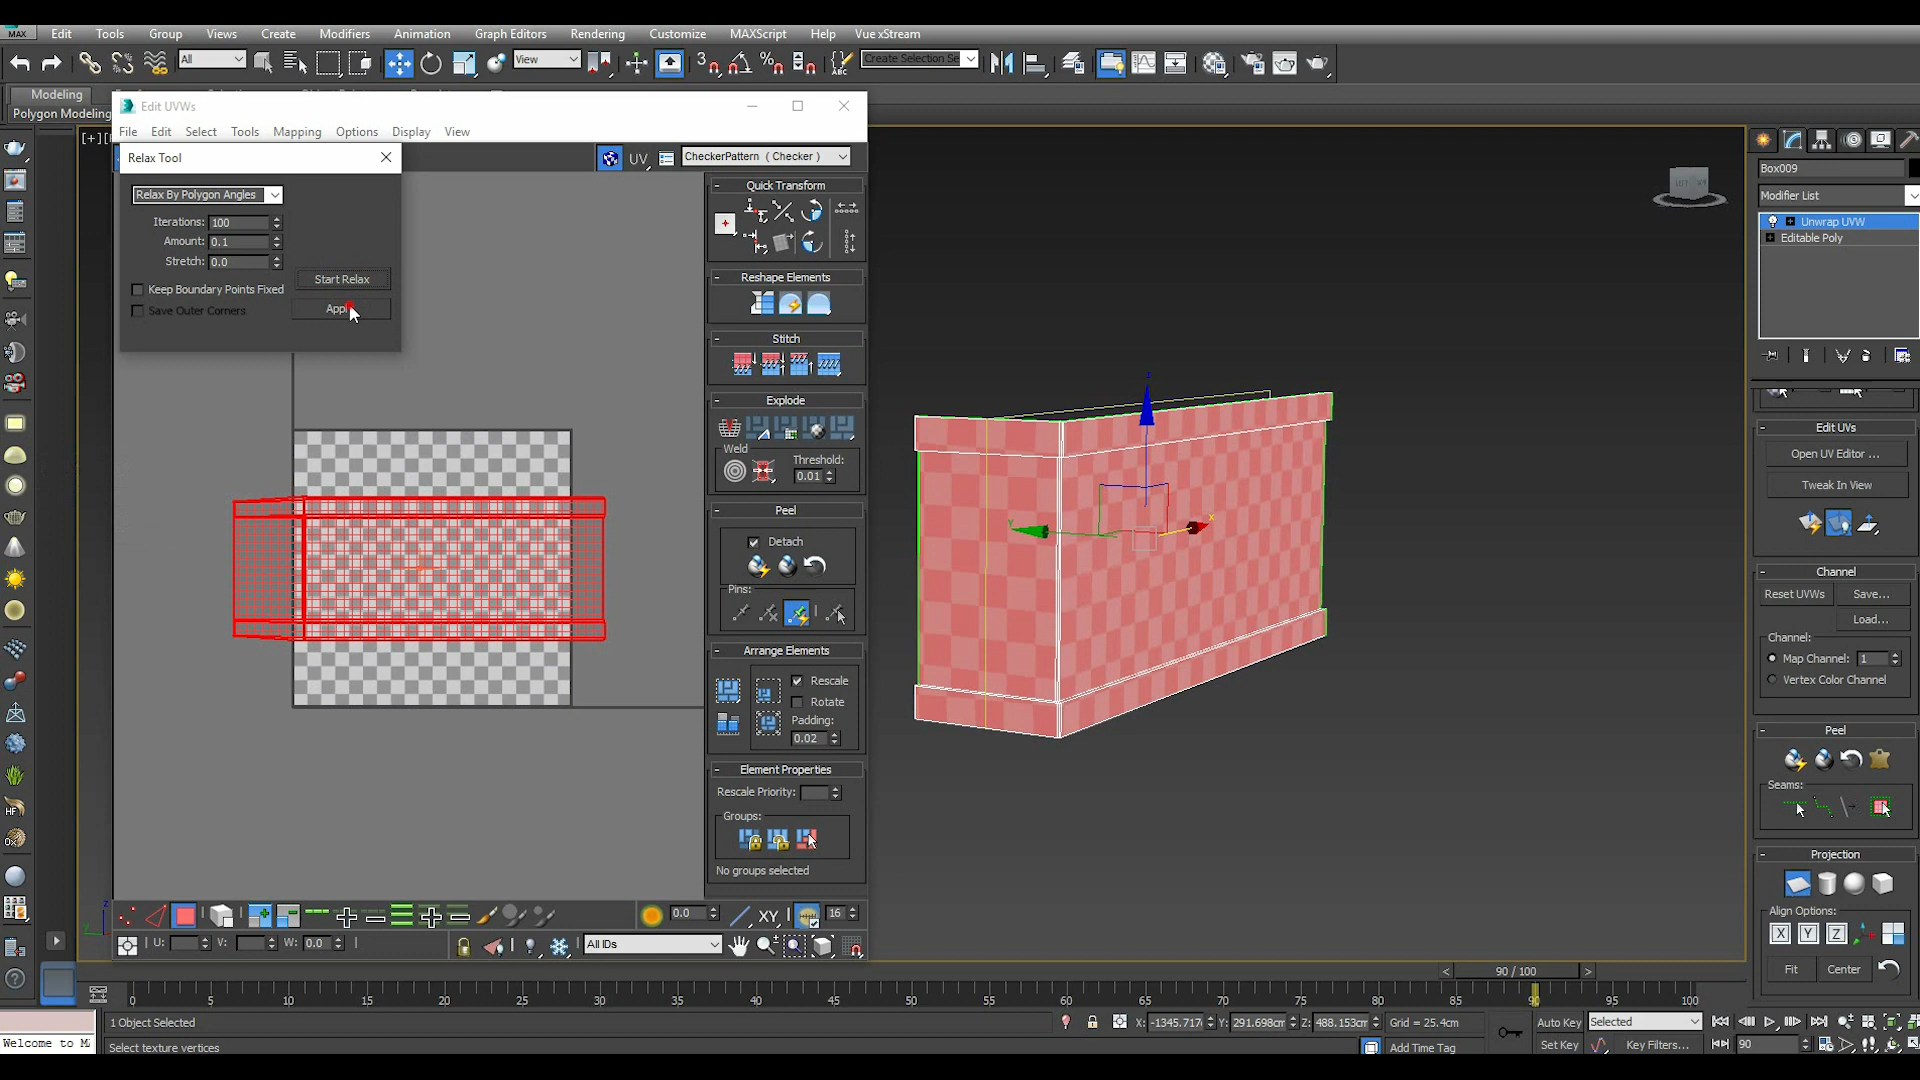 MAX Edit Tools Group Views Create Modifiers Animation Graph Editors Rendering Customize MAXScript Help Vue xStream
All View Create Selection Se
Modeling
Polygon Modeling
Edit UVWs
File Edit Select Tools Mapping Options Display View
UV CheckerPattern ( Checker )
Relax Tool
Relax By Polygon Angles
Iterations: 100
Amount: 0.1
Stretch: 0.0
Start Relax
Keep Boundary Points Fixed
Save Outer Corners
Quick Transform
Reshape Elements
Stitch
Explode
Weld
Threshold:
0.01
Peel
Detach
Pins:
Arrange Elements
Rescale
Rotate
Padding:
0.02
Element Properties
Rescale Priority:
Groups:
No groups selected
0.0 XY 16
U: V: W: 0.0 All IDs
z
y
x
Box009
Modifier List
Unwrap UVW
Editable Poly
Edit UVs
Open UV Editor ...
Tweak In View
Channel
Reset UVWs Save...
Load...
Channel:
Map Channel: 1
Vertex Color Channel
Peel
Seams:
Projection
Align Options:
X Y Z
Fit Center
< 90 / 100 >
0 5 10 15 20 25 30 35 40 45 50 55 60 65 70 75 80 85 90 95 100
1 Object Selected X: -1345.717( Y: 291.698cm Z: 488.153cm Grid = 25.4cm Auto Key Selected
Welcome to M
Select texture vertices Add Time Tag Set Key Key Filters... 90